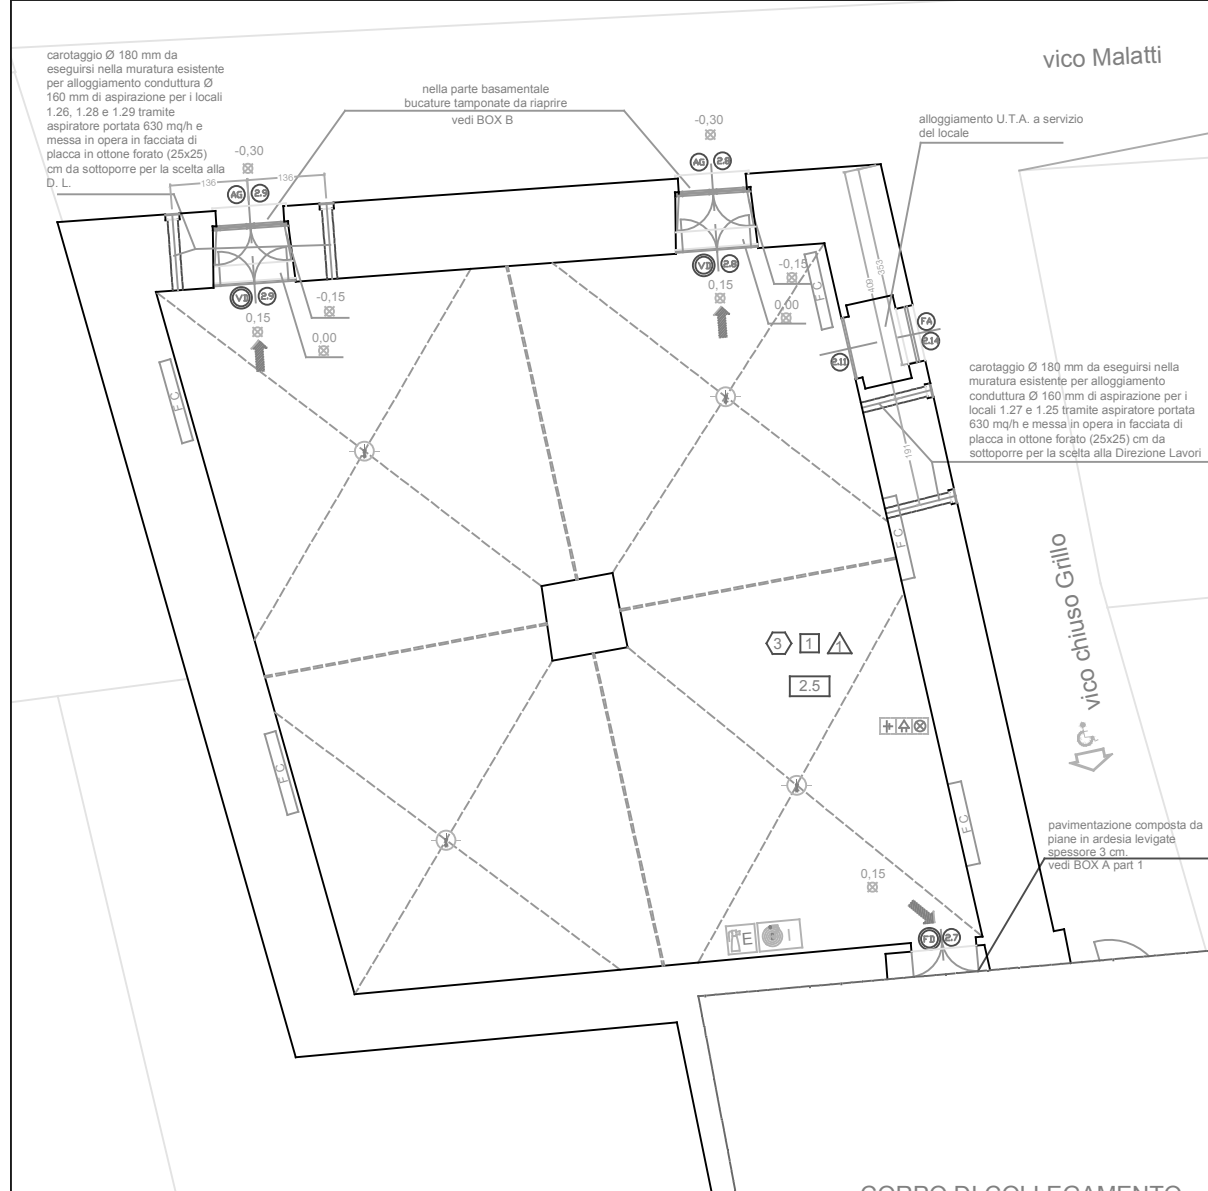 vico Malatti
carotaggio Ø 180 mm da
eseguirsi nella muratura esistente
per alloggiamento conduttura Ø
160 mm di aspirazione per i locali
1.26, 1.28 e 1.29 tramite
aspiratore portata 630 mq/h e
messa in opera in facciata di
placca in ottone forato (25x25)
cm da sottoporre per la scelta alla
D. L.
nella parte basamentale
bucature tamponate da riaprire
vedi BOX B
alloggiamento U.T.A. a servizio
del locale
-0,30
-0,30
136
136
AG 2.9
AG 2.8
VD 2.9
VD 2.8
0,15
-0,15
0,00
0,15
-0,15
0,00
F C
353
FA
2.14
2.11
carotaggio Ø 180 mm da eseguirsi nella
muratura esistente per alloggiamento
conduttura Ø 160 mm di aspirazione per i
locali 1.27 e 1.25 tramite aspiratore portata
630 mq/h e messa in opera in facciata di
placca in ottone forato (25x25) cm da
sottoporre per la scelta alla Direzione Lavori
F C
191
F C
vico chiuso Grillo
3 1 1
2.5
F C
F C
pavimentazione composta da
piane in ardesia levigate
spessore 3 cm.
vedi BOX A part 1
0,15
E
FD 2.7
CORPO DI COLLEGAMENTO